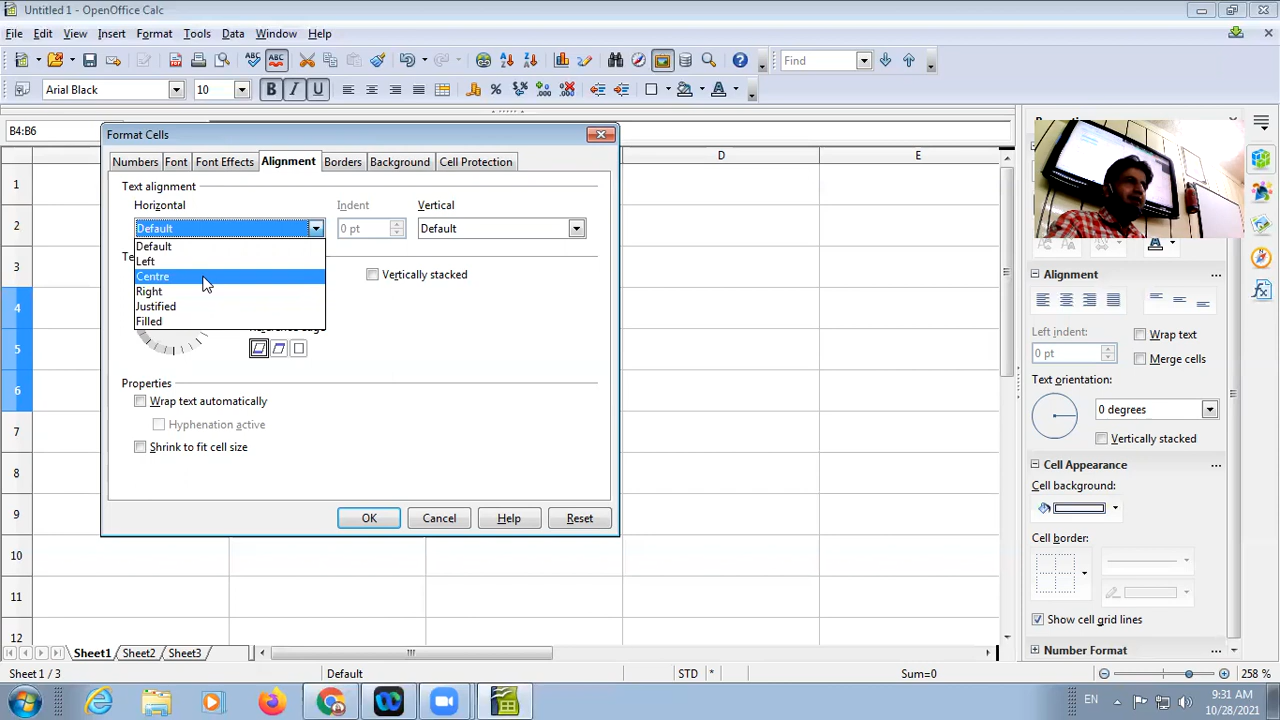 Untitled 1 - OpenOffice Calc
File Edit View Insert Format Tools Data Window Help
Find
Arial Black 10
B4:B6
Format Cells
Numbers Font Font Effects Alignment Borders Background Cell Protection
Text alignment
Horizontal Indent Vertical
Default 0 pt Default
Default
Left
Centre
Right
Justified
Filled
Vertically stacked
Properties
Wrap text automatically
Hyphenation active
Shrink to fit cell size
OK Cancel Help Reset
D E
1
2
3
4
5
6
7
8
9
10
11
12
Alignment
Left indent: Wrap text
0 pt Merge cells
Text orientation:
0 degrees
Vertically stacked
Cell Appearance
Cell background:
Cell border:
Show cell grid lines
Number Format
Sheet1 Sheet2 Sheet3
Sheet 1 / 3 Default STD * Sum=0 258 %
EN 9:31 AM
10/28/2021